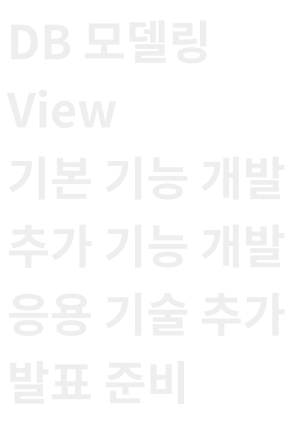 DB 모델링
View
기본 기능 개발
추가 기능 개발
응용 기술 추가
발표 준비